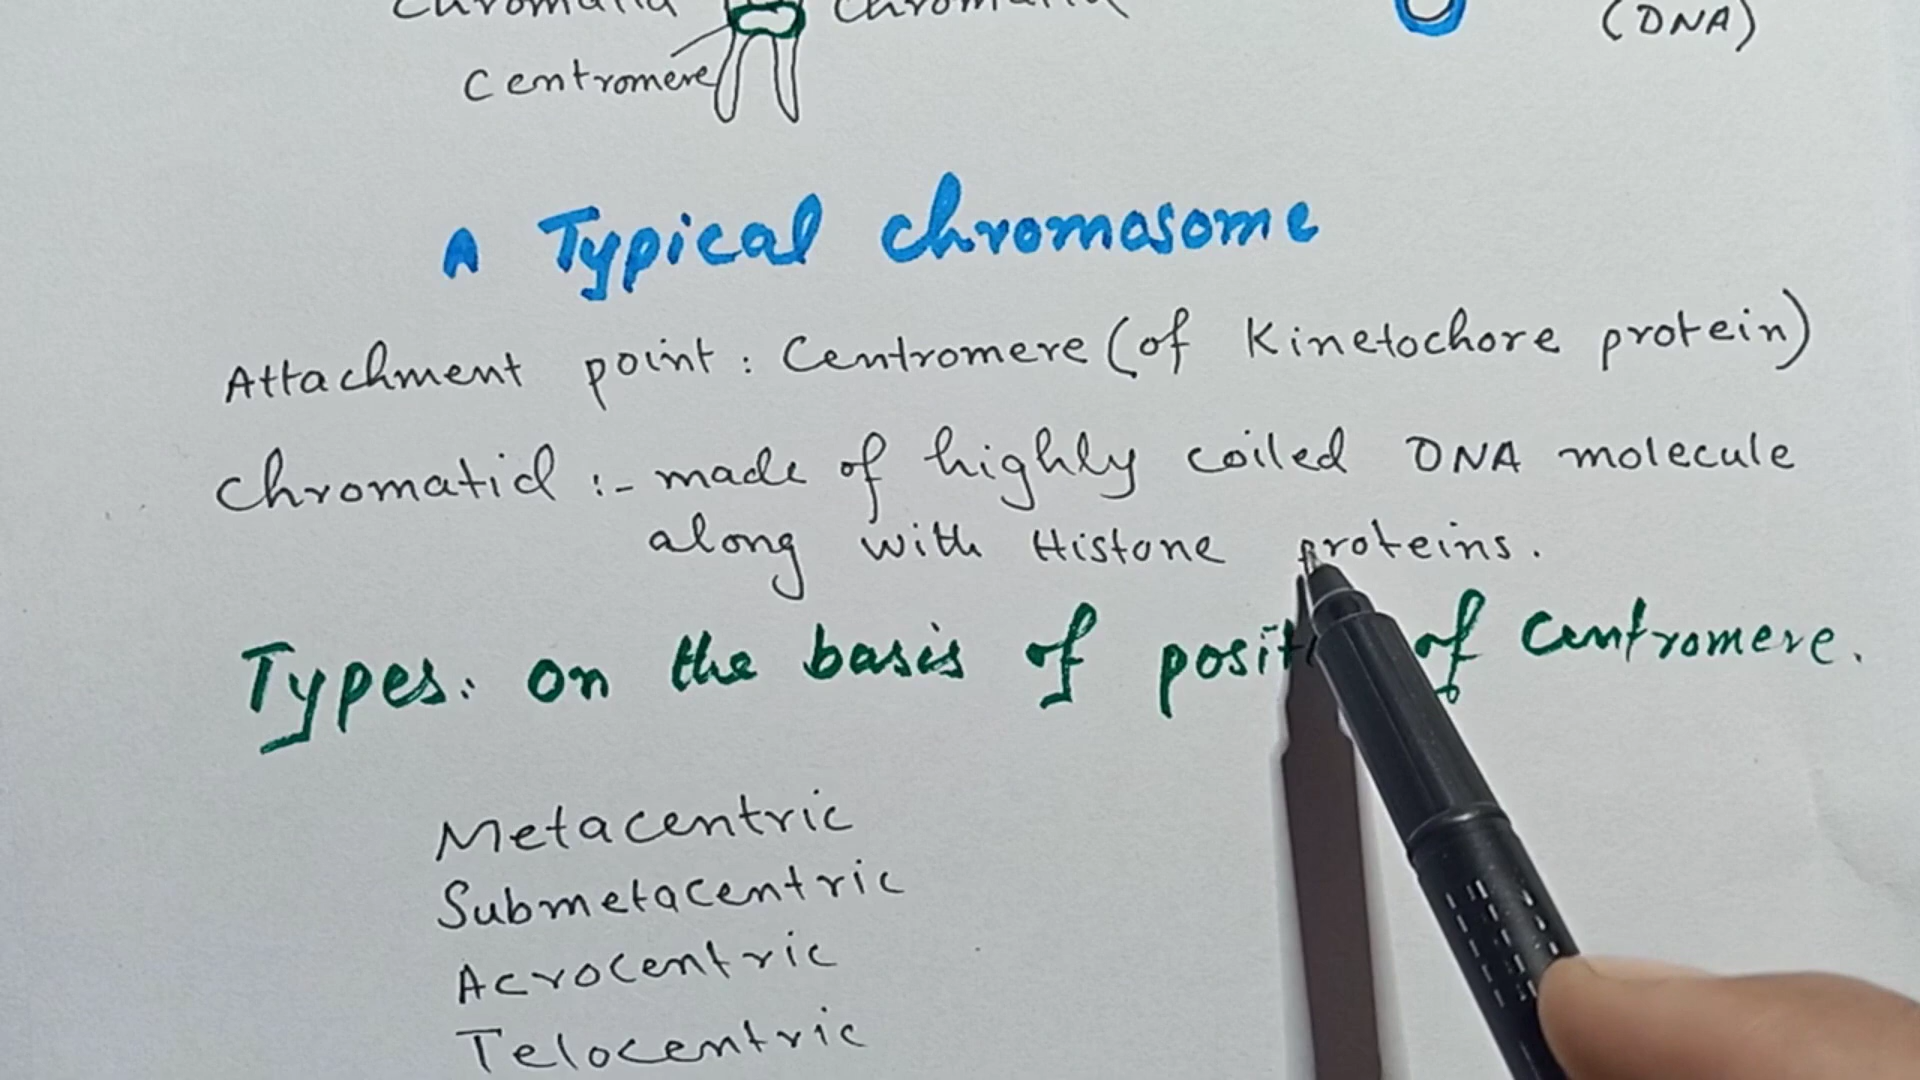 (DNA)
Centromere
A Typical chromosome
Attachment point : Centromere (of Kinetochore protein)
Chromatid :- made of highly coiled DNA molecule
along with Histone proteins.
Types: on the basis of of Centromere.
Metacentric
Submetacentric
Acrocentric
Telocentric